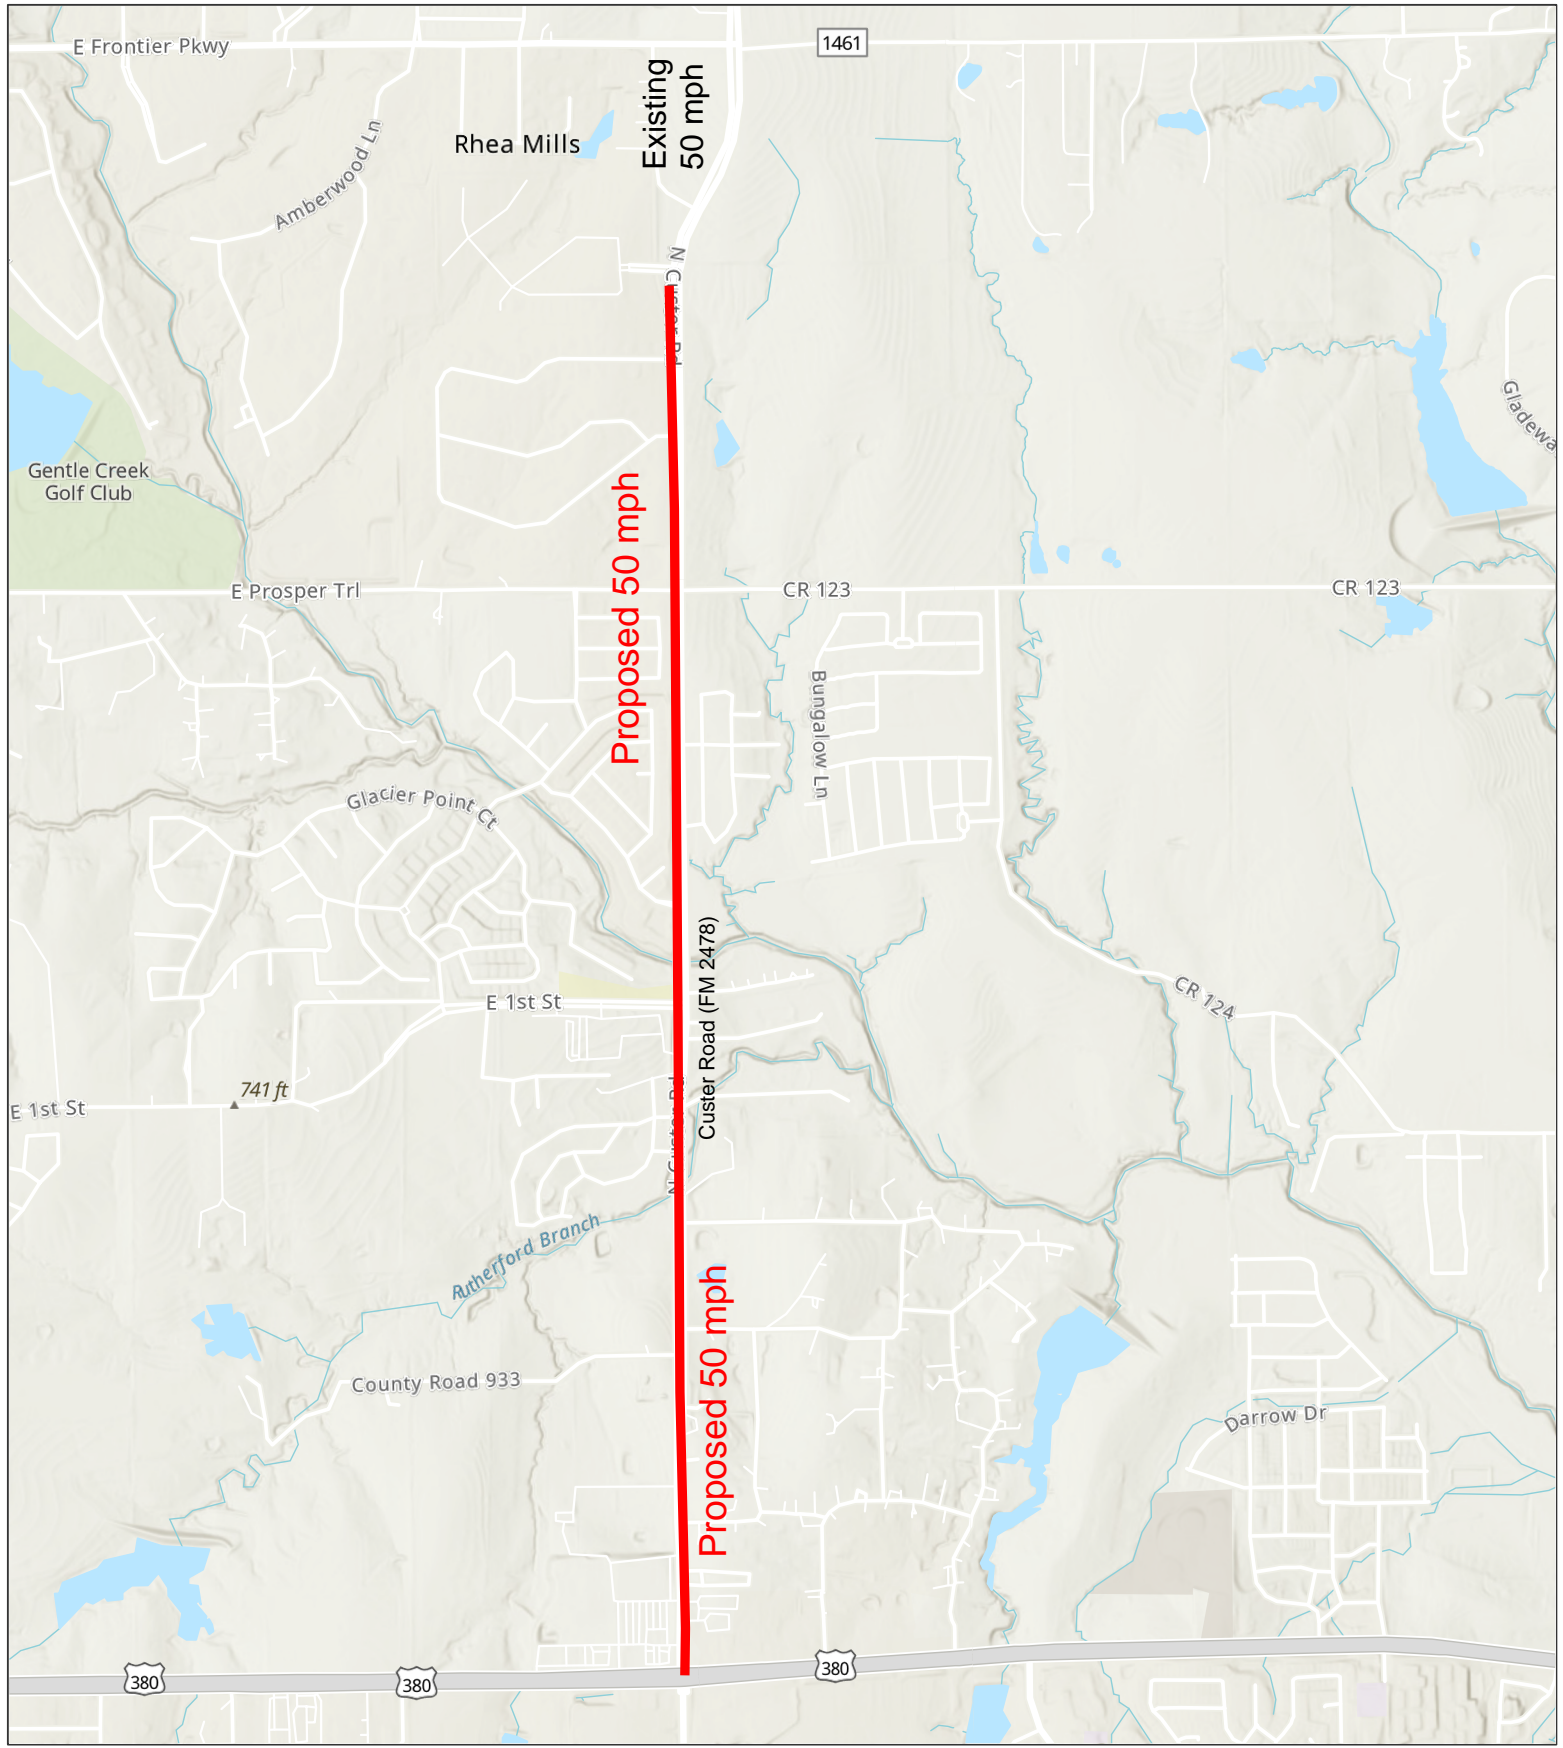 E Frontier Pkwy
1461
Existing
50 mph
Rhea Mills
Amberwood Ln
N Custer Rd
Gladewa
Gentle Creek
Golf Club
Proposed 50 mph
E Prosper Trl
CR 123
CR 123
Bungalow Ln
Glacier Point Ct
Custer Road (FM 2478)
E 1st St
CR 124
741 ft
E 1st St
N Custer Rd
Rutherford Branch
Proposed 50 mph
County Road 933
Darrow Dr
380
380
380